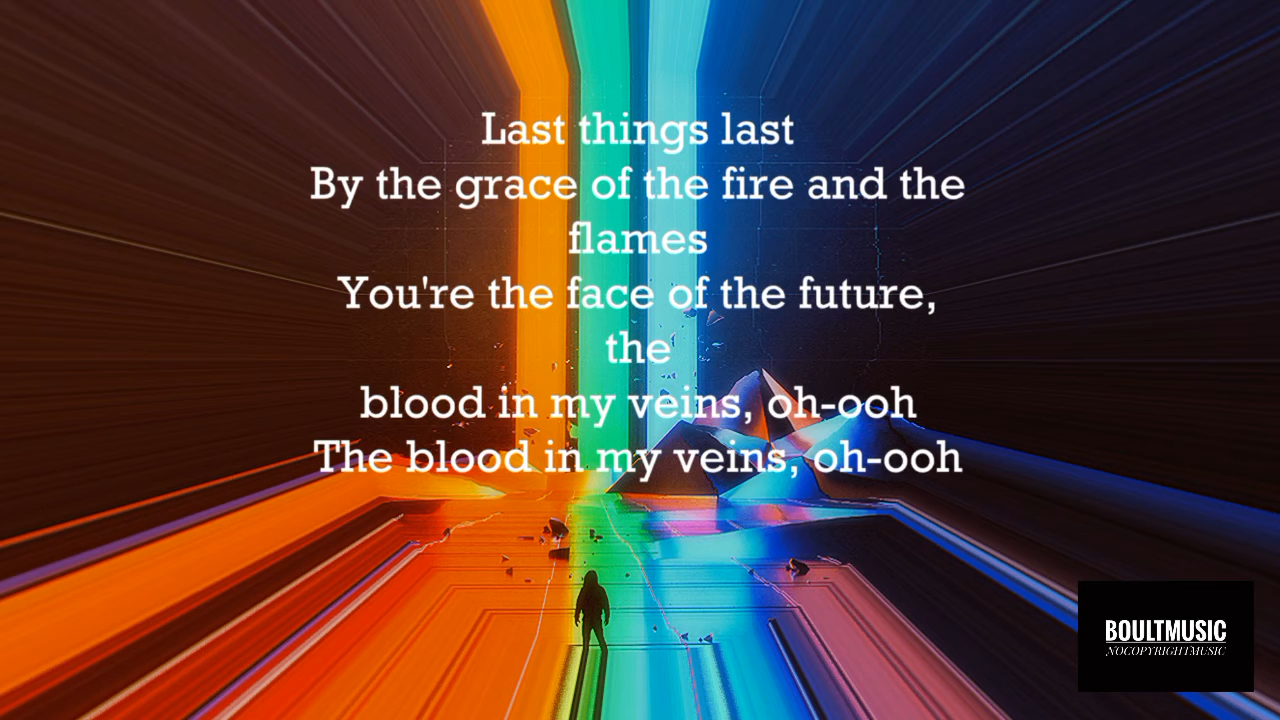 Last things last
By the grace of the fire and the
flames
You're the face of the future,
the
blood in my veins, oh-ooh
The blood in my veins, oh-ooh
BOULTMUSIC
NOCOPYRIGHTMUSIC